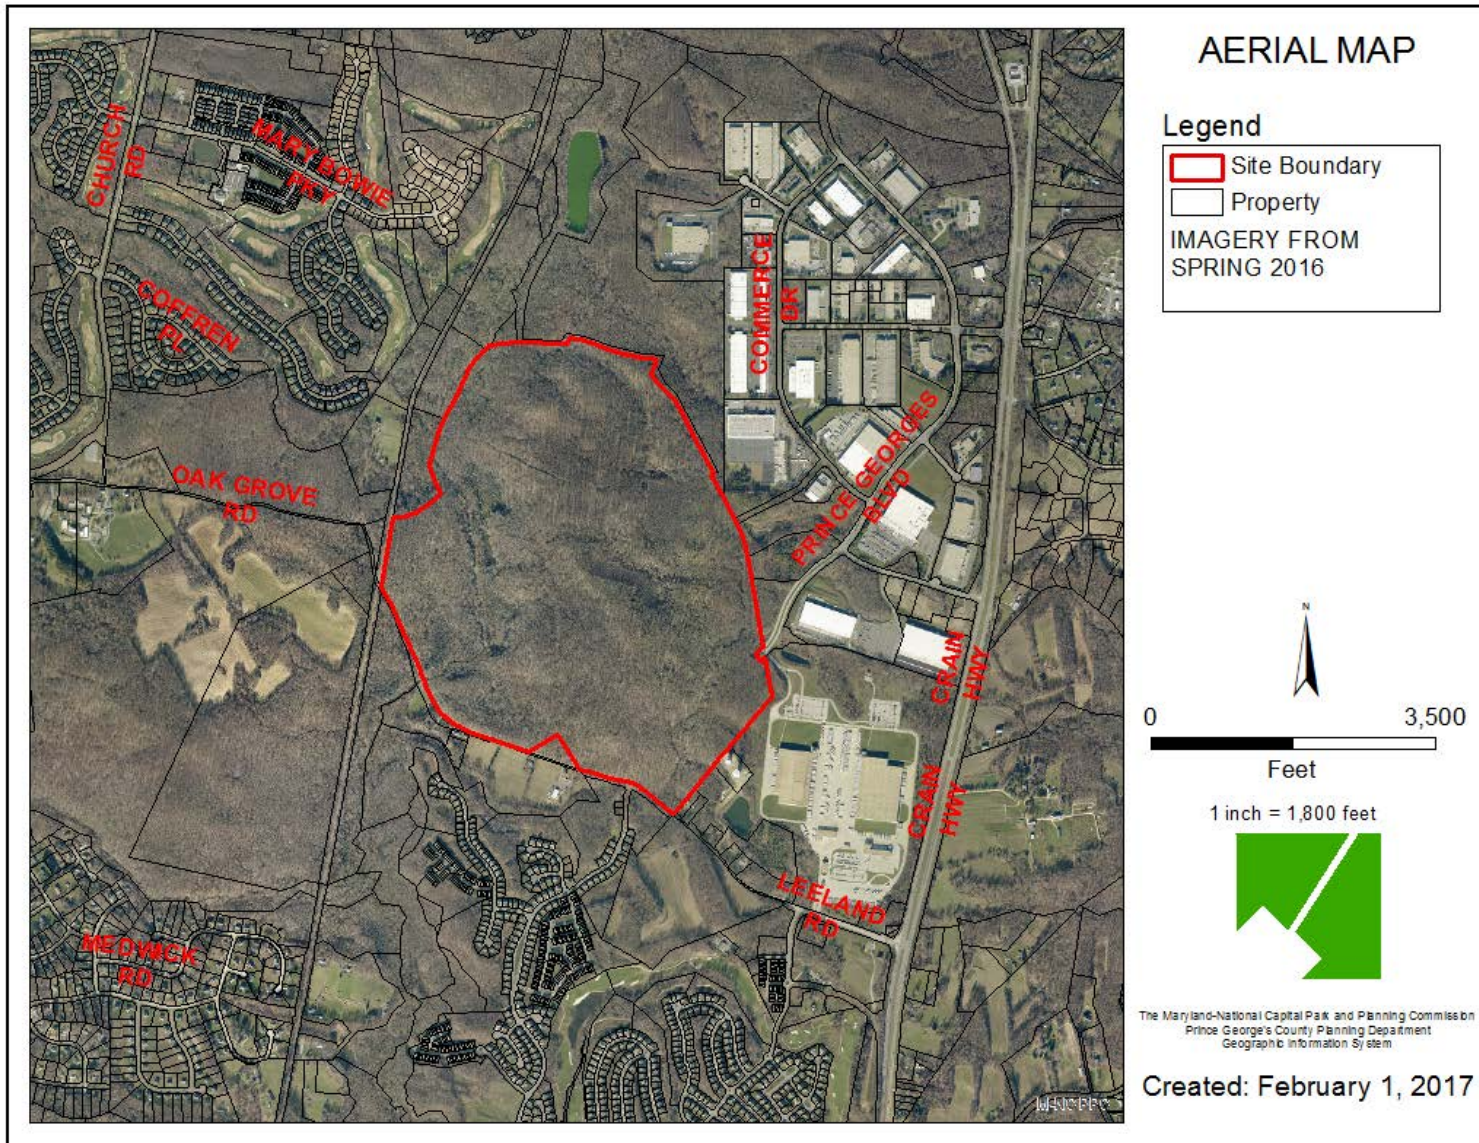 AERIAL MAP
Legend
Site Boundary
Property
IMAGERY FROM
SPRING 2016
CHURCH
RD
MARY BOWIE
PKY
COFFREN
PL
COMMERCE
DR
PRINCE GEORGES
BLVD
OAK GROVE
RD
CRAIN
HWY
CRAIN
HWY
LEELAND
RD
MEDWICK
RD
N
0 3,500
Feet
1 inch = 1,800 feet
The Maryland-National Capital Park and Planning Commission
Prince George's County Planning Department
Geographic Information System
Created: February 1, 2017
M-NCPPC